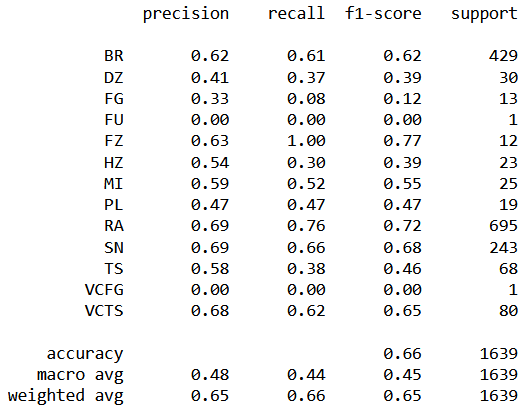 precision recall f1-score support
BR 0.62 0.61 0.62 429
DZ 0.41 0.37 0.39 30
FG 0.33 0.08 0.12 13
FU 0.00 0.00 0.00 1
FZ 0.63 1.00 0.77 12
HZ 0.54 0.30 0.39 23
MI 0.59 0.52 0.55 25
PL 0.47 0.47 0.47 19
RA 0.69 0.76 0.72 695
SN 0.69 0.66 0.68 243
TS 0.58 0.38 0.46 68
VCFG 0.00 0.00 0.00 1
VCTS 0.68 0.62 0.65 80
accuracy 0.66 1639
macro avg 0.48 0.44 0.45 1639
weighted avg 0.65 0.66 0.65 1639